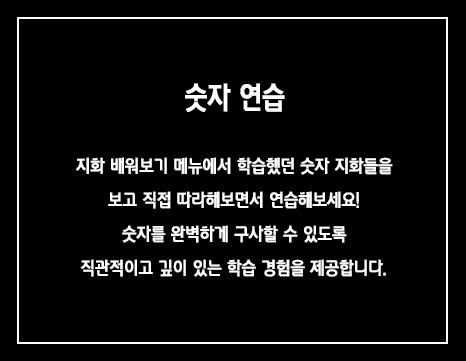 숫자 연습
지화 배워보기 메뉴에서 학습했던 숫자 지화들을
보고 직접 따라해보면서 연습해보세요!
숫자를 완벽하게 구사할 수 있도록
직관적이고 깊이 있는 학습 경험을 제공합니다.